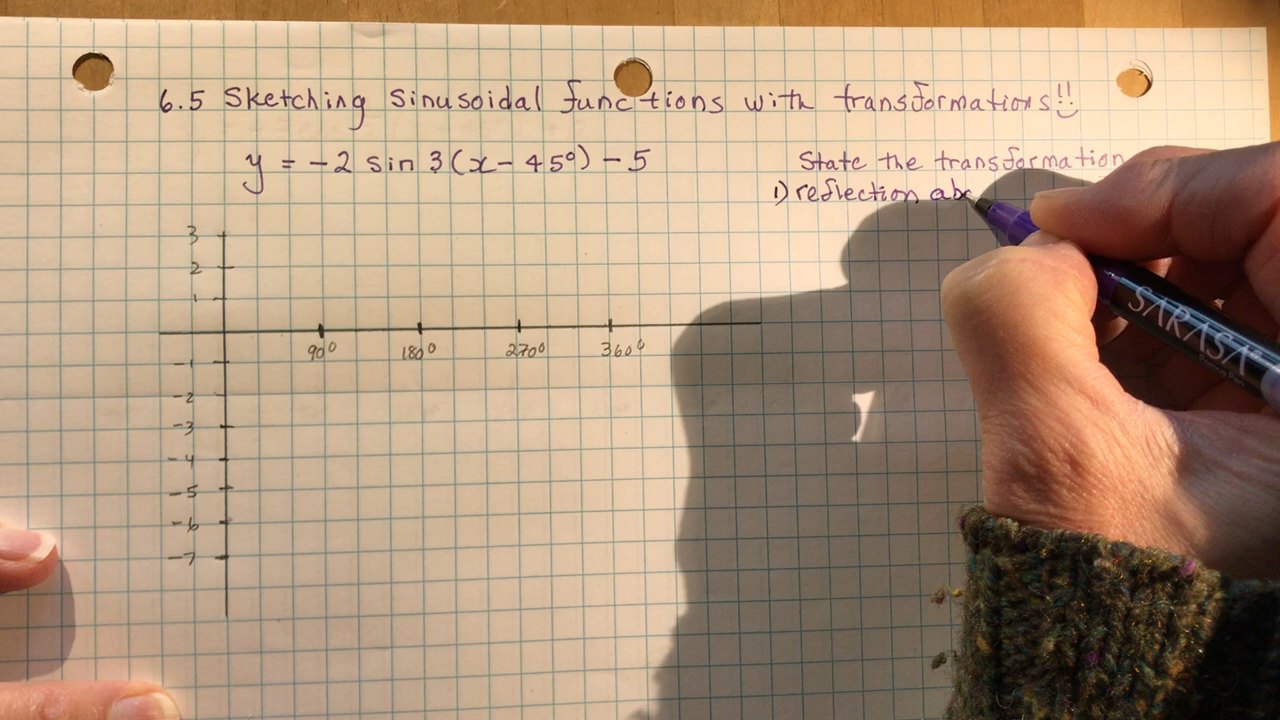 6.5 Sketching Sinusoidal functions with transformations!!
y = -2 sin 3(x - 45°) - 5
State the transformation
1) reflection abo
3
2
1
90° 180° 270° 360°
-1
-2
-3
-4
-5
-6
-7
SARASA